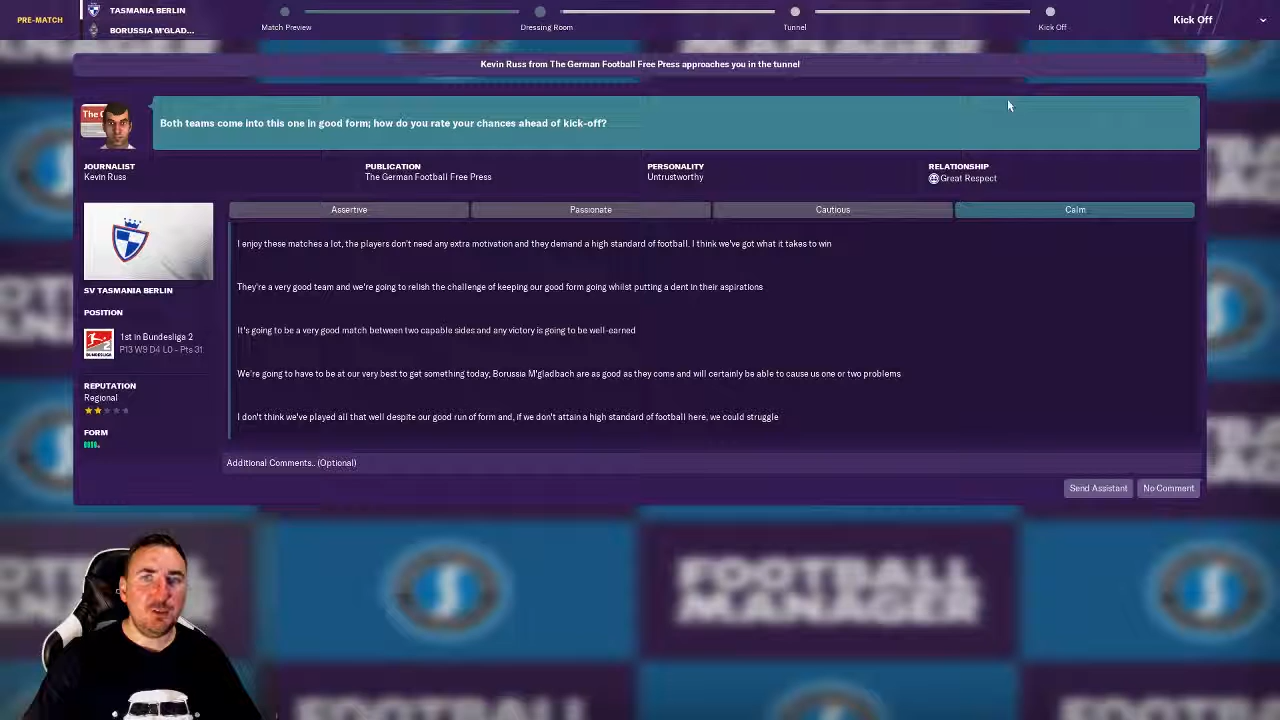 PRE-MATCH
TASMANIA BERLIN
BORUSSIA M'GLAD...
Match Preview
Dressing Room
Tunnel
Kick Off
Kick Off
Kevin Russ from The German Football Free Press approaches you in the tunnel
Both teams come into this one in good form; how do you rate your chances ahead of kick-off?
JOURNALIST
Kevin Russ
PUBLICATION
The German Football Free Press
PERSONALITY
Untrustworthy
RELATIONSHIP
Great Respect
Assertive
Passionate
Cautious
Calm
I enjoy these matches a lot, the players don't need any extra motivation and they demand a high standard of football. I think we've got what it takes to win
They're a very good team and we're going to relish the challenge of keeping our good form going whilst putting a dent in their aspirations
It's going to be a very good match between two capable sides and any victory is going to be well-earned
We're going to have to be at our very best to get something today; Borussia M'gladbach are as good as they come and will certainly be able to cause us one or two problems
I don't think we've played all that well despite our good run of form and, if we don't attain a high standard of football here, we could struggle
SV TASMANIA BERLIN
POSITION
1st in Bundesliga 2
P13 W9 D4 L0 - Pts 31
BUNDESLIGA
REPUTATION
Regional
FORM
Additional Comments.. (Optional)
Send Assistant
No Comment
FOOTBALL
MANAGER